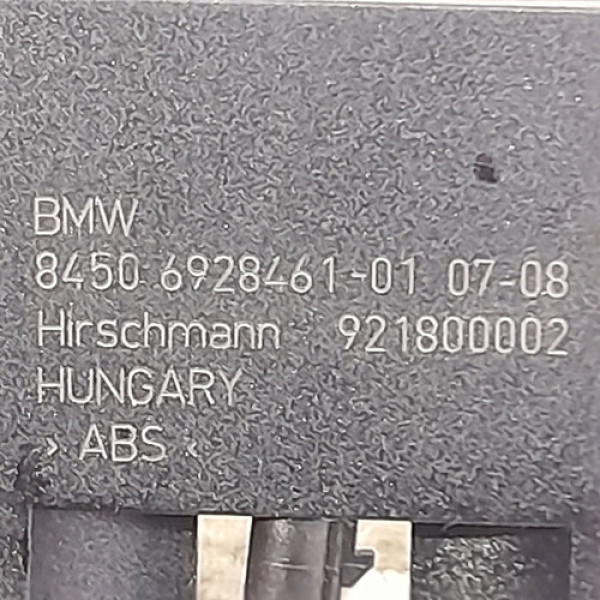 BMW
8450 6928461-01 07-08
Hirschmann 921800002
HUNGARY
> ABS <